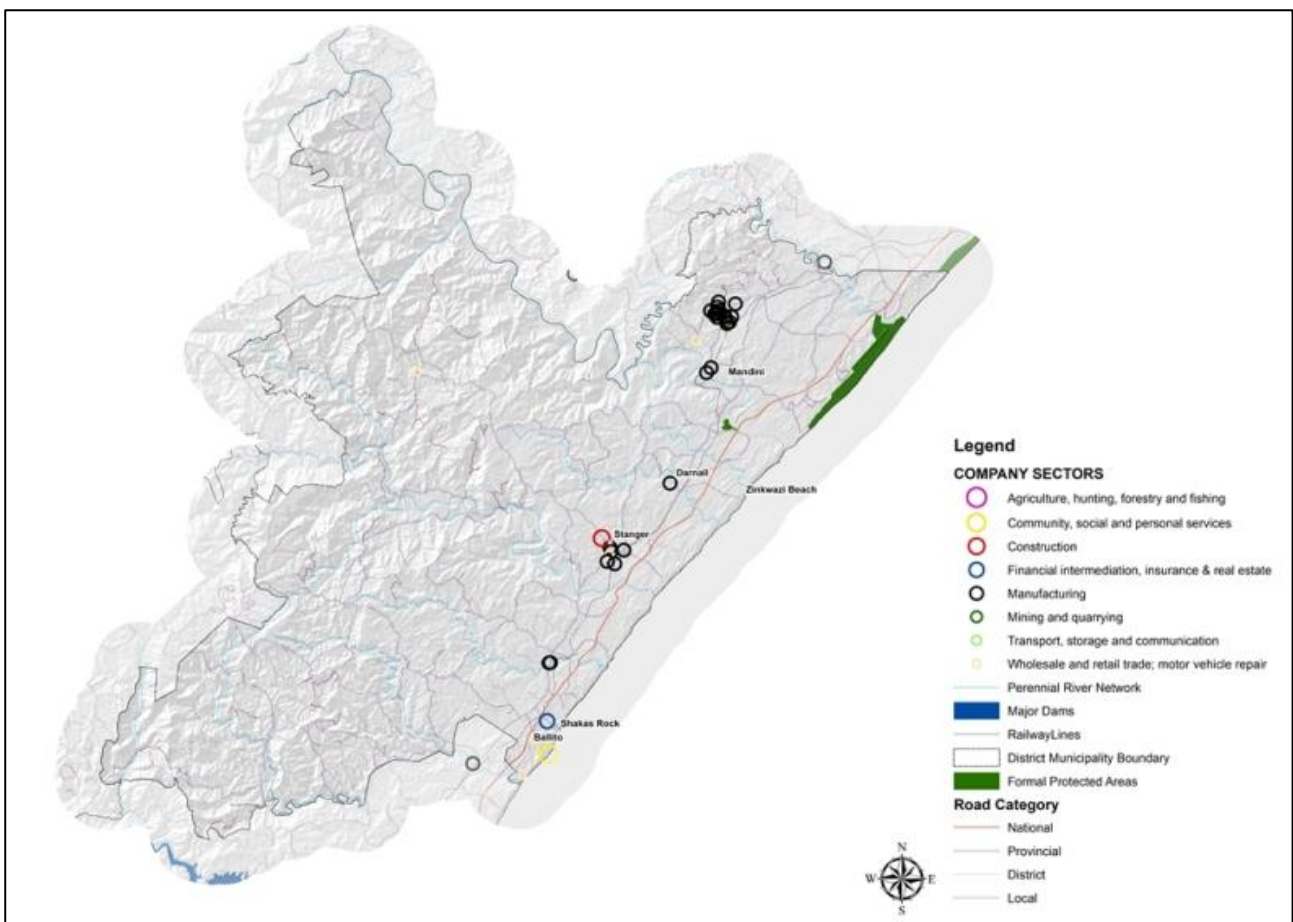 Mandini
Darnall
Zinkwazi Beach
Stanger
Shakas Rock
Ballito
Legend
COMPANY SECTORS
Agriculture, hunting, forestry and fishing
Community, social and personal services
Construction
Financial intermediation, insurance & real estate
Manufacturing
Mining and quarrying
Transport, storage and communication
Wholesale and retail trade; motor vehicle repair
Perennial River Network
Major Dams
RailwayLines
District Municipality Boundary
Formal Protected Areas
Road Category
National
Provincial
District
Local
N
W E
S